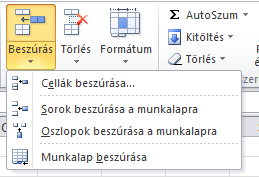 Beszúrás Törlés Formátum
Σ AutoSzum
Kitöltés
Törlés
Cellák beszúrása...
Sorok beszúrása a munkalapra
Oszlopok beszúrása a munkalapra
Munkalap beszúrása